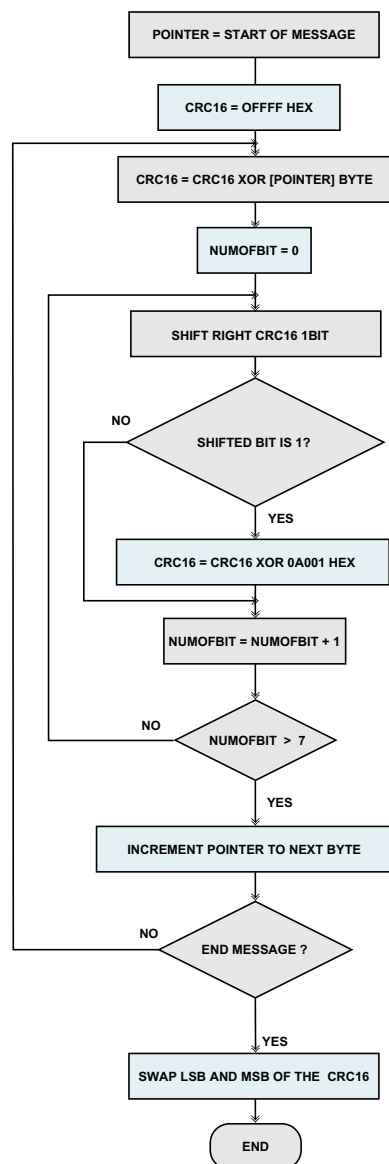 POINTER = START OF MESSAGE
CRC16 = OFFFF HEX
CRC16 = CRC16 XOR [POINTER] BYTE
NUMOFBIT = 0
SHIFT RIGHT CRC16 1BIT
NO
SHIFTED BIT IS 1?
YES
CRC16 = CRC16 XOR 0A001 HEX
NUMOFBIT = NUMOFBIT + 1
NO
NUMOFBIT > 7
YES
INCREMENT POINTER TO NEXT BYTE
NO
END MESSAGE ?
YES
SWAP LSB AND MSB OF THE CRC16
END